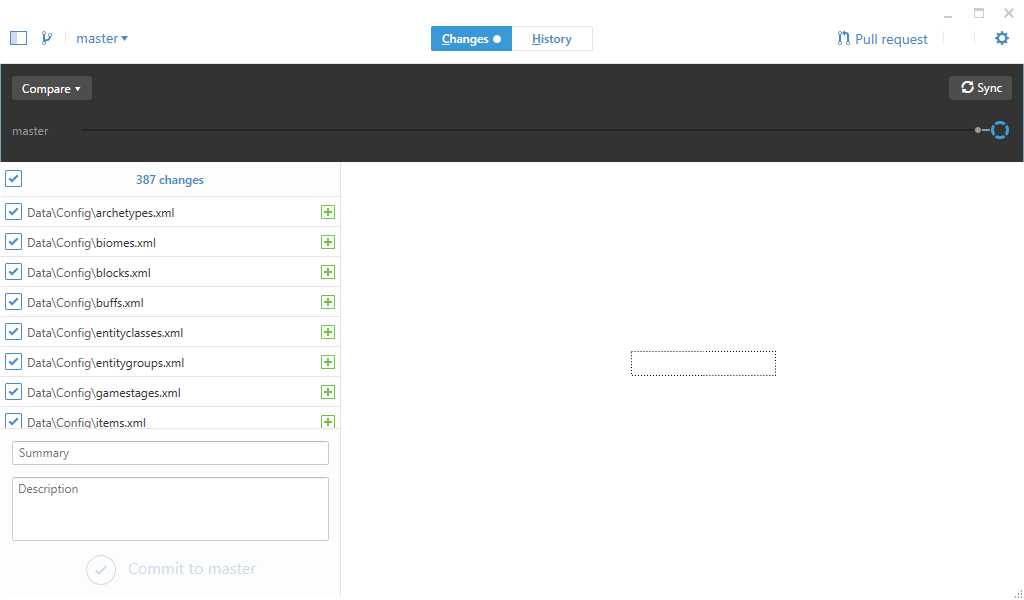 master
Changes
History
Pull request
Compare
Sync
master
387 changes
Data\Config\archetypes.xml
Data\Config\biomes.xml
Data\Config\blocks.xml
Data\Config\buffs.xml
Data\Config\entityclasses.xml
Data\Config\entitygroups.xml
Data\Config\gamestages.xml
Data\Config\items.xml
Summary
Description
Commit to master